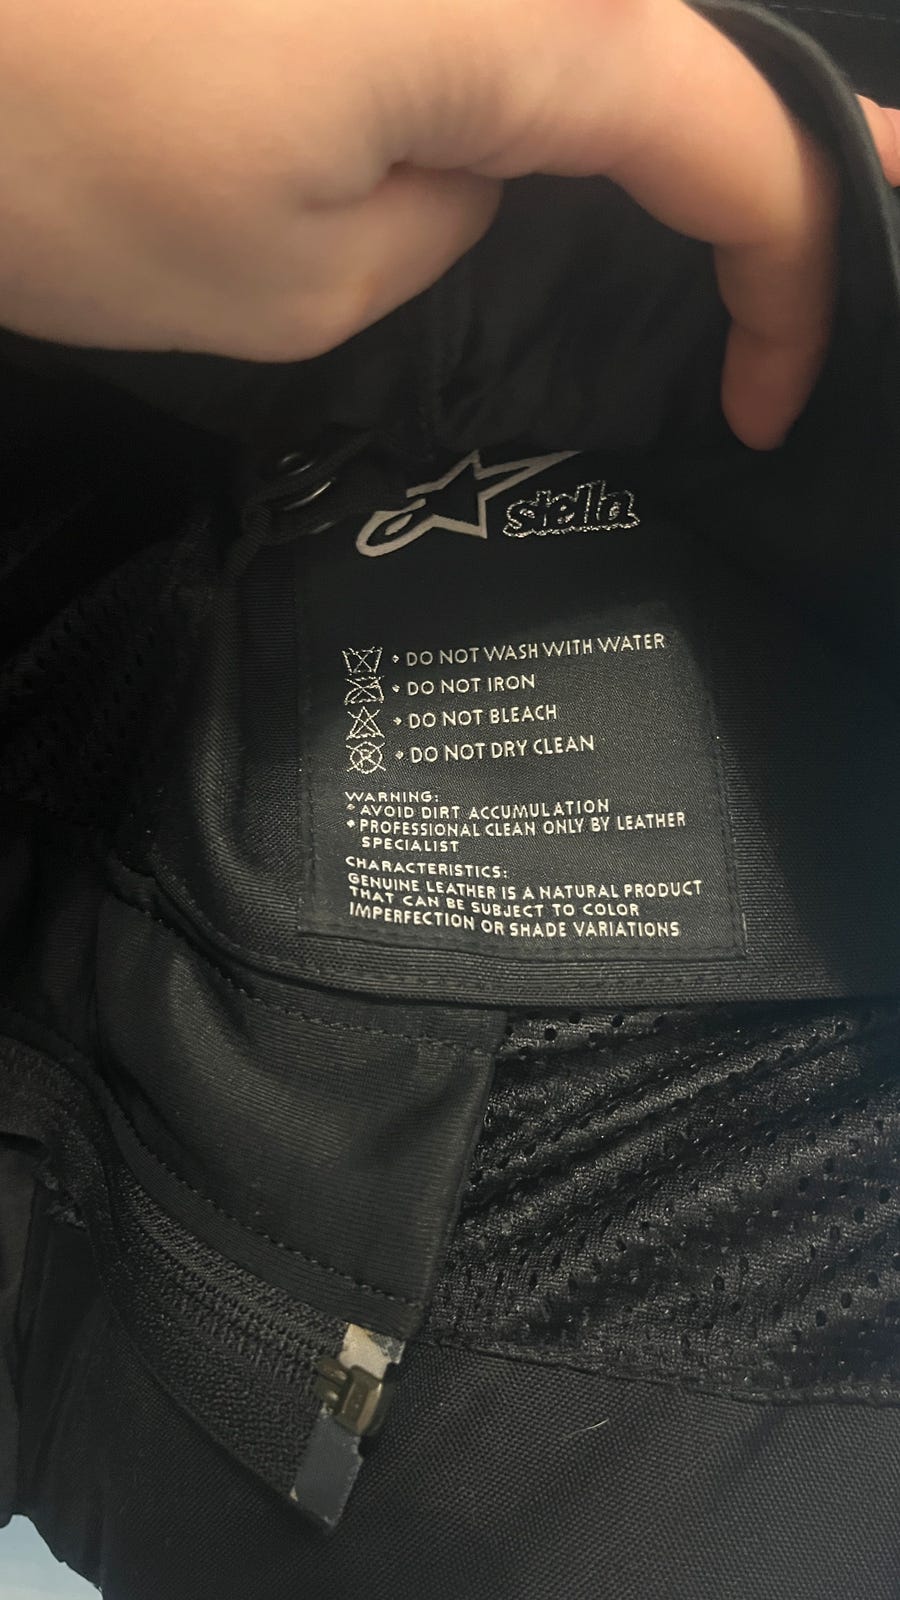 stella
• DO NOT WASH WITH WATER
• DO NOT IRON
• DO NOT BLEACH
• DO NOT DRY CLEAN
WARNING:
• AVOID DIRT ACCUMULATION
• PROFESSIONAL CLEAN ONLY BY LEATHER
SPECIALIST
CHARACTERISTICS:
GENUINE LEATHER IS A NATURAL PRODUCT
THAT CAN BE SUBJECT TO COLOR
IMPERFECTION OR SHADE VARIATIONS